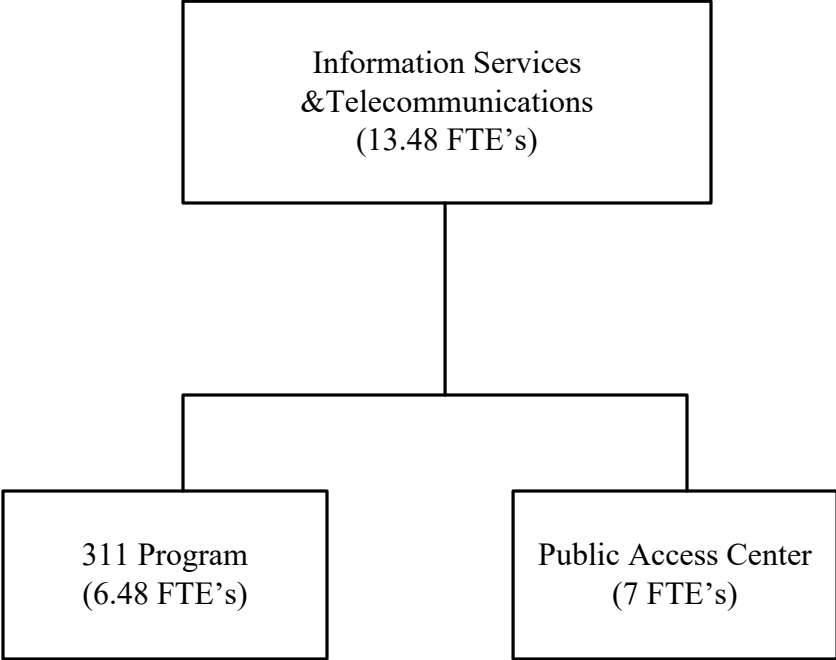 Information Services
&Telecommunications
(13.48 FTE’s)
311 Program
(6.48 FTE’s)
Public Access Center
(7 FTE’s)